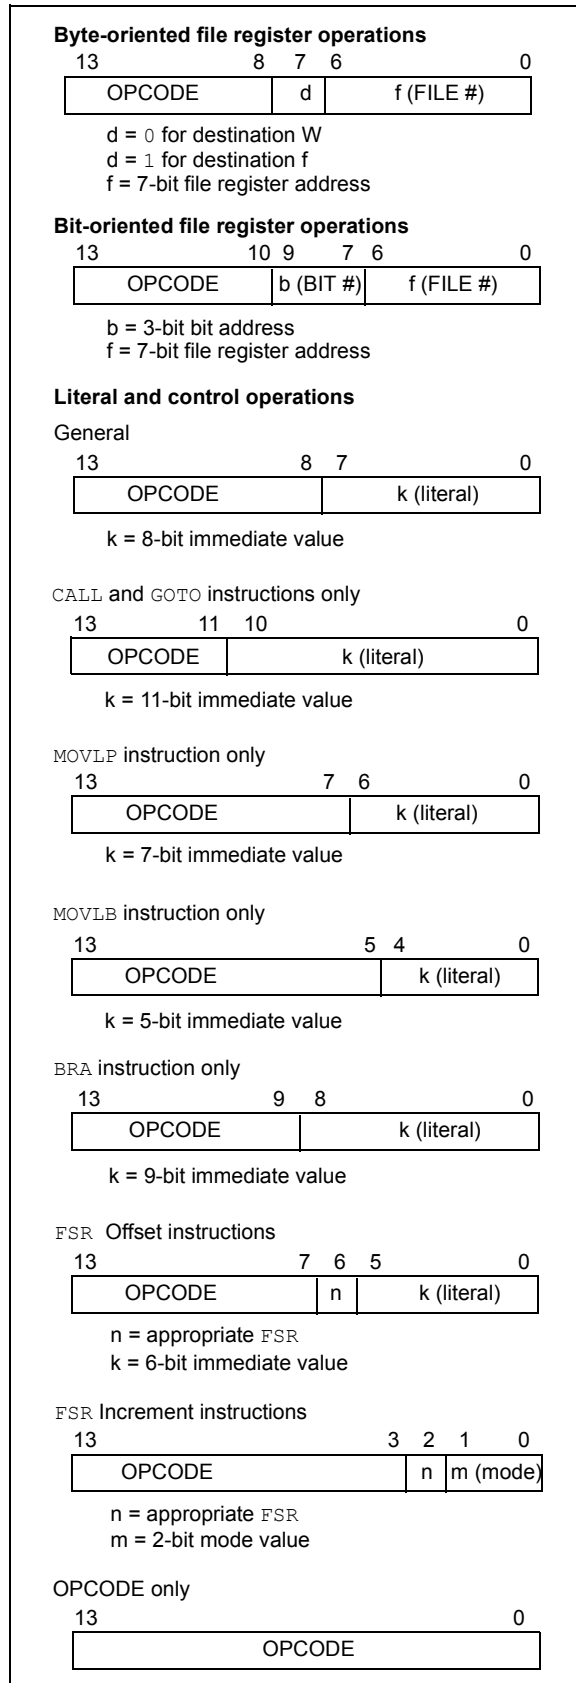 Byte-oriented file register operations
13 8 7 6 0
OPCODE d f (FILE #)
d = 0 for destination W
d = 1 for destination f
f = 7-bit file register address
Bit-oriented file register operations
13 10 9 7 6 0
OPCODE b (BIT #) f (FILE #)
b = 3-bit bit address
f = 7-bit file register address
Literal and control operations
General
13 8 7 0
OPCODE k (literal)
k = 8-bit immediate value
CALL and GOTO instructions only
13 11 10 0
OPCODE k (literal)
k = 11-bit immediate value
MOVLP instruction only
13 7 6 0
OPCODE k (literal)
k = 7-bit immediate value
MOVLB instruction only
13 5 4 0
OPCODE k (literal)
k = 5-bit immediate value
BRA instruction only
13 9 8 0
OPCODE k (literal)
k = 9-bit immediate value
FSR Offset instructions
13 7 6 5 0
OPCODE n k (literal)
n = appropriate FSR
k = 6-bit immediate value
FSR Increment instructions
13 3 2 1 0
OPCODE n m (mode)
n = appropriate FSR
m = 2-bit mode value
OPCODE only
13 0
OPCODE